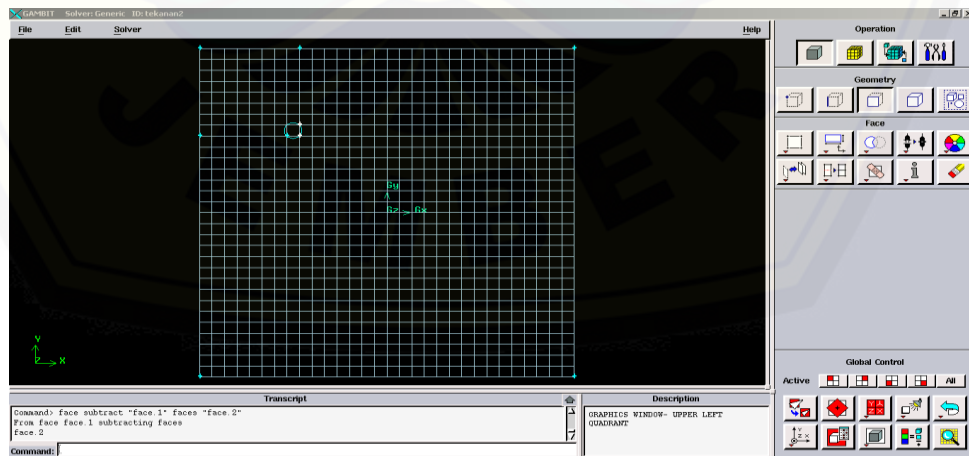 GAMBIT Solver: Generic ID: tekanan2
File Edit Solver Help
Operation
Geometry
Face
Gy
Gz Gx
Y
Z X
Global Control
Active All
Transcript
Command> face subtract "face.1" faces "face.2"
From face face.1 subtracting faces
face.2
Command:
Description
GRAPHICS WINDOW- UPPER LEFT
QUADRANT